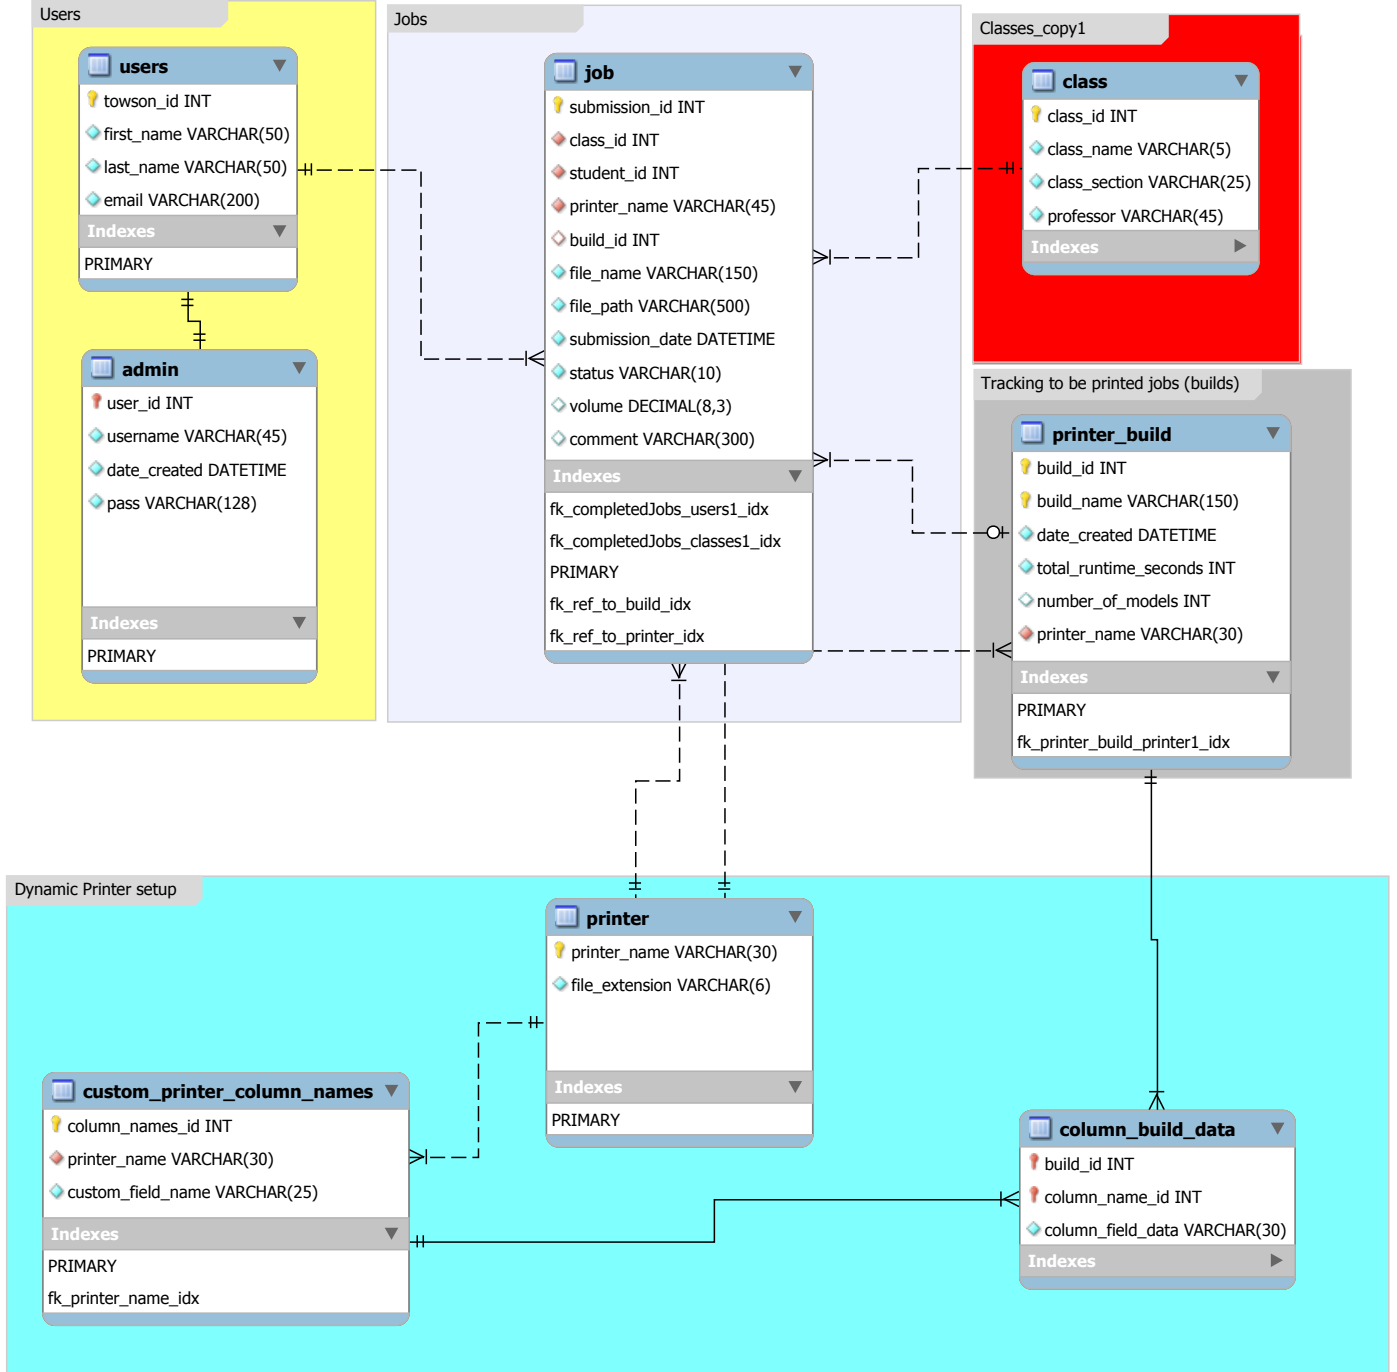 Users
users
towson_id INT
first_name VARCHAR(50)
last_name VARCHAR(50)
email VARCHAR(200)
Indexes
PRIMARY
admin
user_id INT
username VARCHAR(45)
date_created DATETIME
pass VARCHAR(128)
Indexes
PRIMARY
Jobs
job
submission_id INT
class_id INT
student_id INT
printer_name VARCHAR(45)
build_id INT
file_name VARCHAR(150)
file_path VARCHAR(500)
submission_date DATETIME
status VARCHAR(10)
volume DECIMAL(8,3)
comment VARCHAR(300)
Indexes
fk_completedJobs_users1_idx
fk_completedJobs_classes1_idx
PRIMARY
fk_ref_to_build_idx
fk_ref_to_printer_idx
Classes_copy1
class
class_id INT
class_name VARCHAR(5)
class_section VARCHAR(25)
professor VARCHAR(45)
Indexes
Tracking to be printed jobs (builds)
printer_build
build_id INT
build_name VARCHAR(150)
date_created DATETIME
total_runtime_seconds INT
number_of_models INT
printer_name VARCHAR(30)
Indexes
PRIMARY
fk_printer_build_printer1_idx
Dynamic Printer setup
printer
printer_name VARCHAR(30)
file_extension VARCHAR(6)
Indexes
PRIMARY
custom_printer_column_names
column_names_id INT
printer_name VARCHAR(30)
custom_field_name VARCHAR(25)
Indexes
PRIMARY
fk_printer_name_idx
column_build_data
build_id INT
column_name_id INT
column_field_data VARCHAR(30)
Indexes